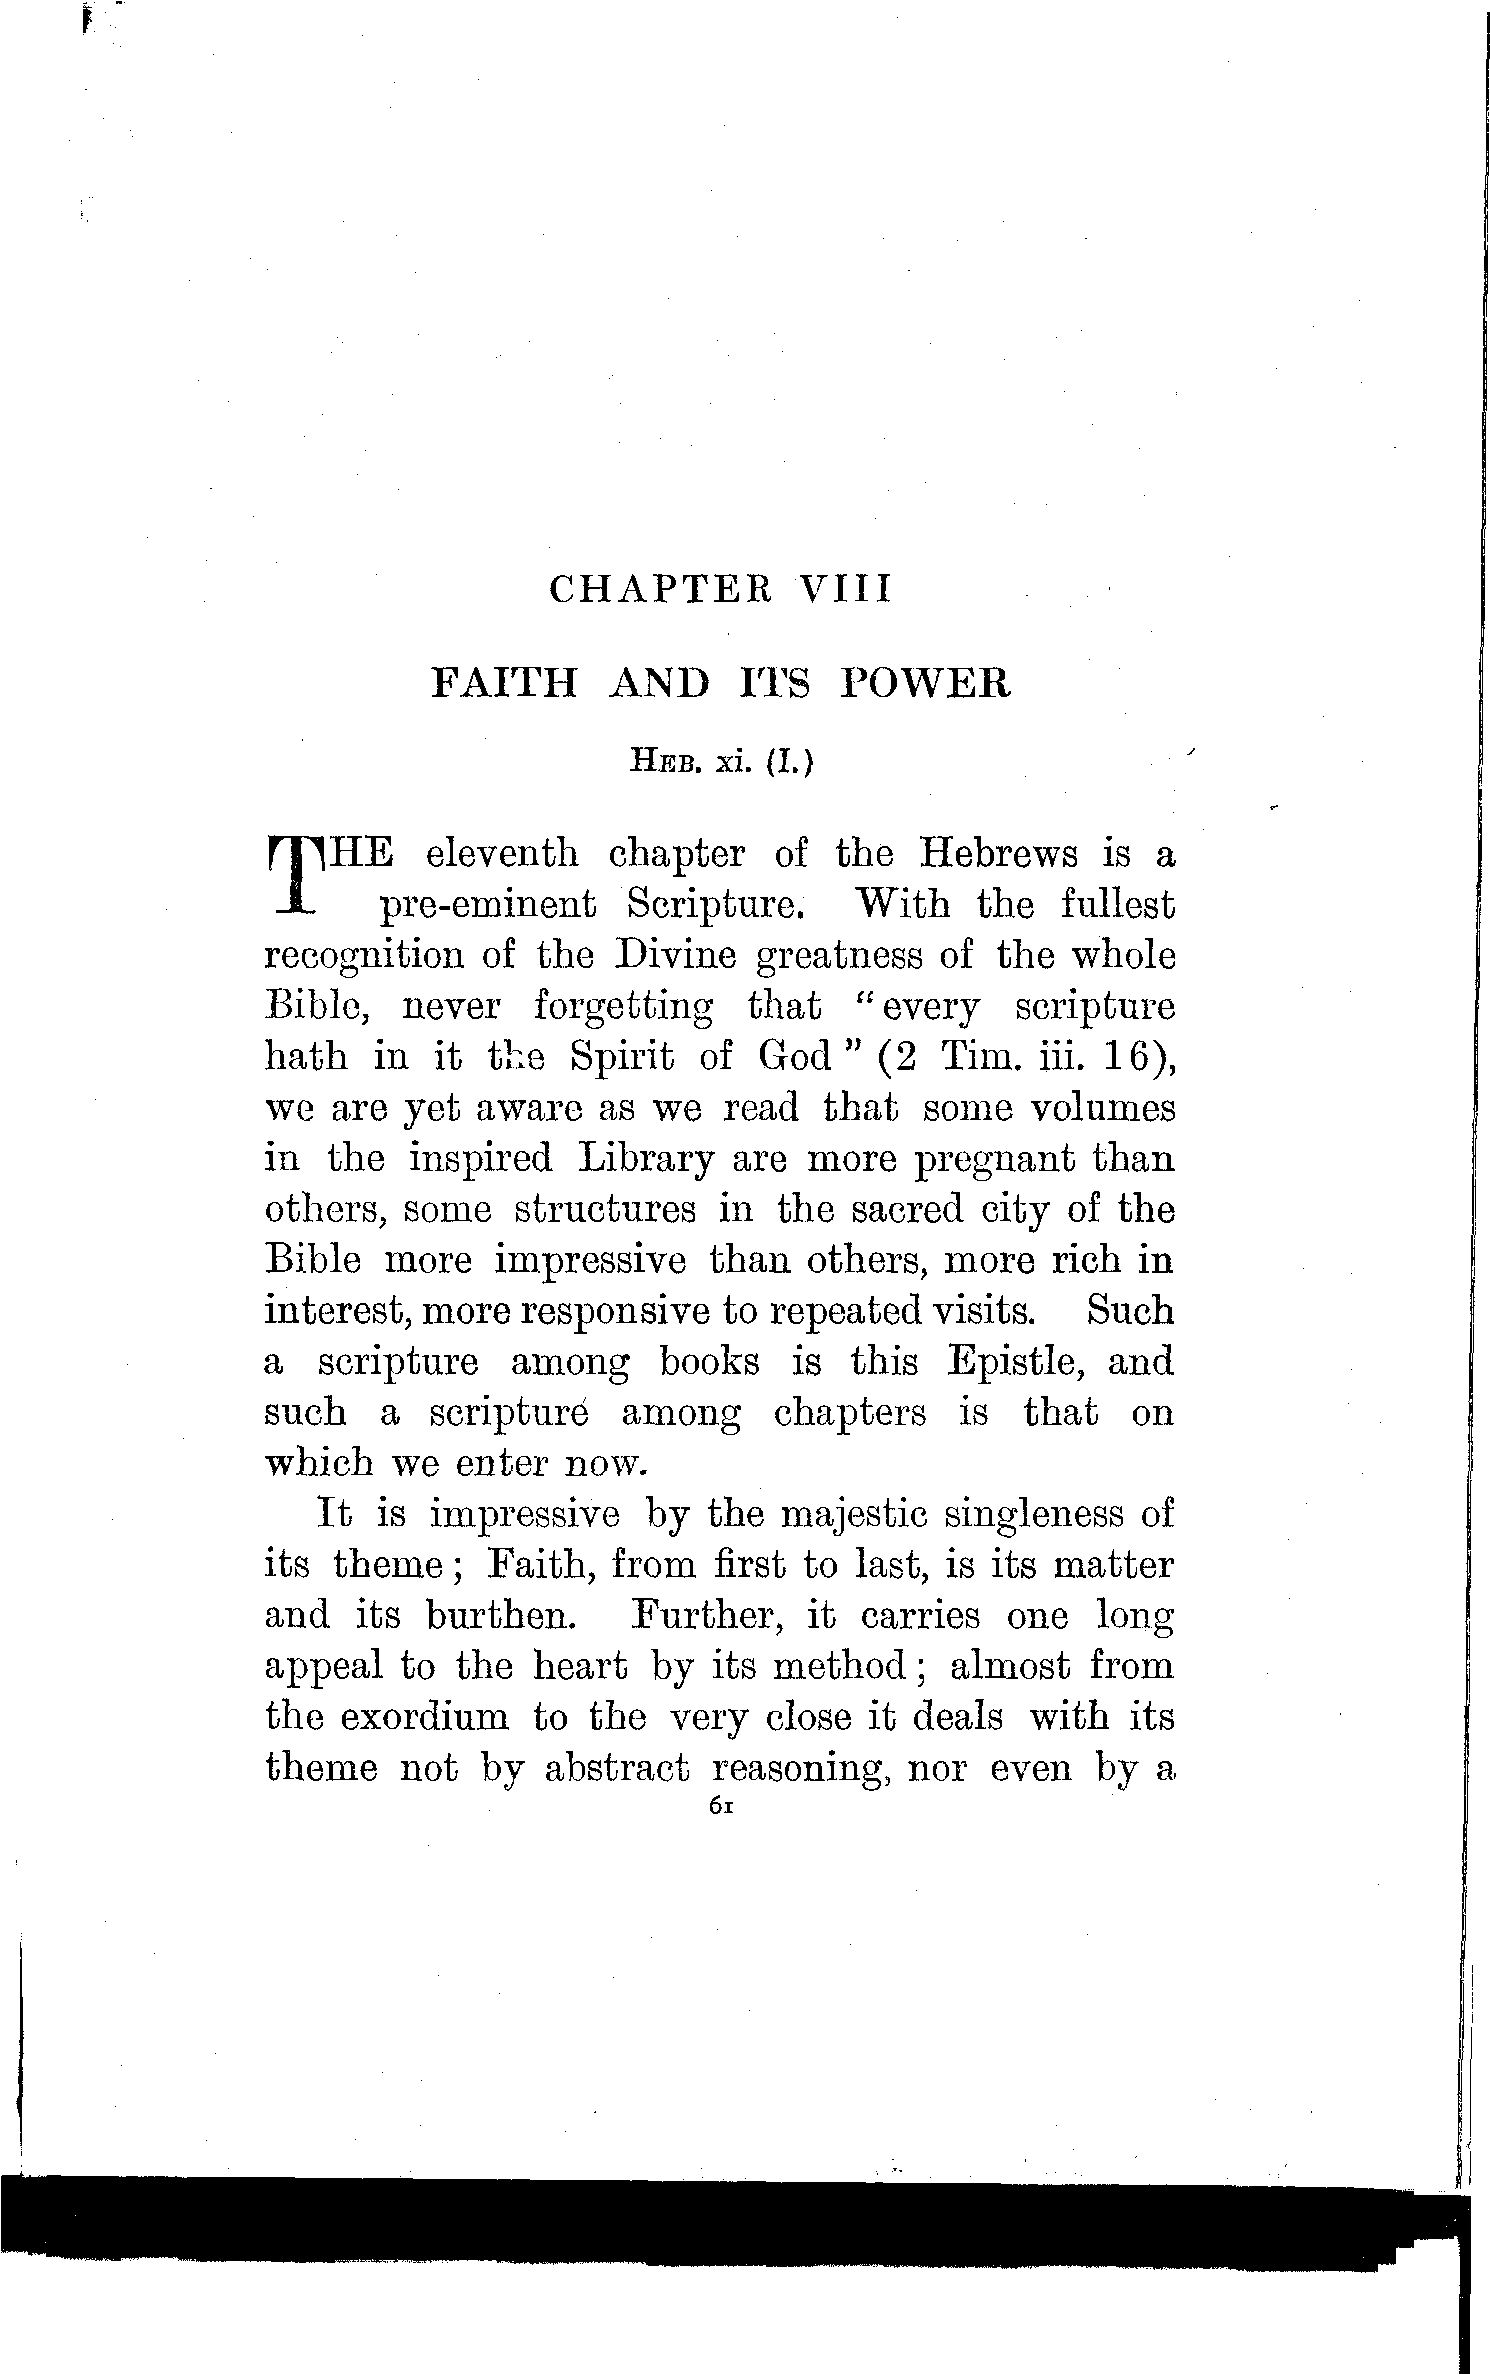 CHAPTER VIII
FAITH AND ITS POWER
HEB. xi. (I.)
THE eleventh chapter of the Hebrews is a
pre-eminent Scripture. With the fullest
recognition of the Divine greatness of the whole
Bible, never forgetting that "every scripture
hath in it the Spirit of God" (2 Tim. iii. 16),
we are yet aware as we read that some volumes
in the inspired Library are more pregnant than
others, some structures in the sacred city of the
Bible more impressive than others, more rich in
interest, more responsive to repeated visits. Such
a scripture among books is this Epistle, and
such a scripture among chapters is that on
which we enter now.
It is impressive by the majestic singleness of
its theme; Faith, from first to last, is its matter
and its burthen. Further, it carries one long
appeal to the heart by its method; almost from
the exordium to the very close it deals with its
theme not by abstract reasoning, nor even by a
61